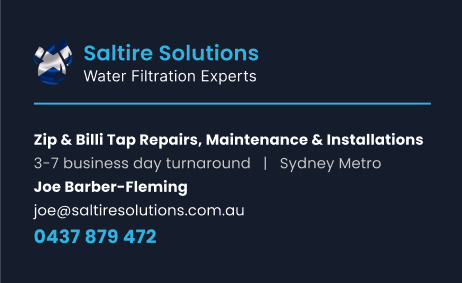 Saltire Solutions
Water Filtration Experts
Zip & Billi Tap Repairs, Maintenance & Installations
3-7 business day turnaround | Sydney Metro
Joe Barber-Fleming
joe@saltiresolutions.com.au
0437 879 472